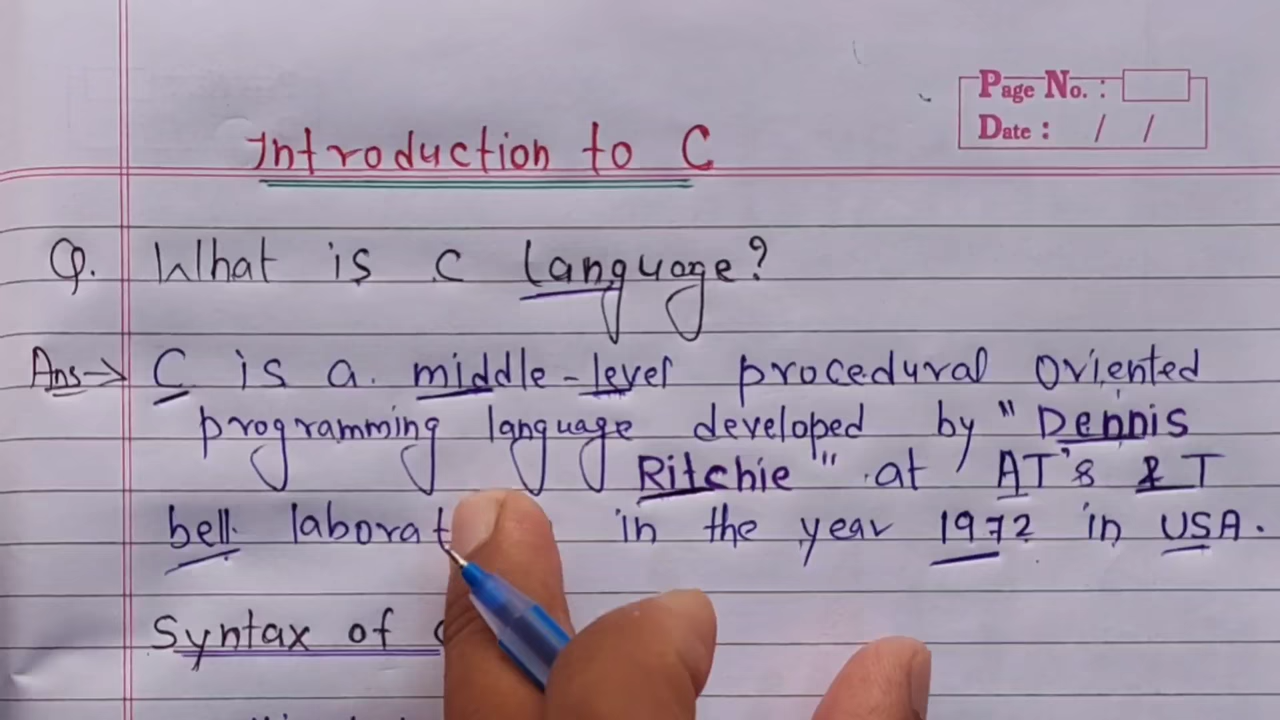 Page No. :
Date : / /
Introduction to C
Q. What is C language?
Ans→ C is a middle-level procedural Oriented
programming language developed by "Dennis
Ritchie" at AT's & T
bell laborat in the year 1972 in USA.
Syntax of